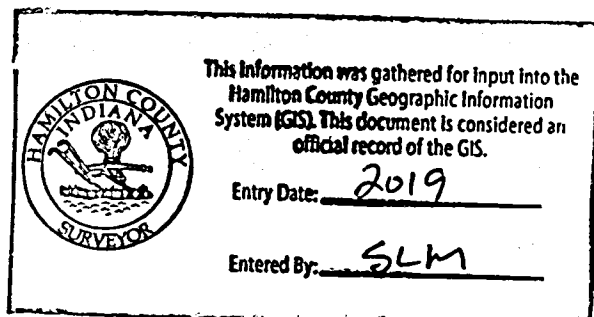 HAMILTON COUNTY
INDIANA
SURVEYOR
This information was gathered for input into the
Hamilton County Geographic Information
System (GIS). This document is considered an
official record of the GIS.
Entry Date: 2019
Entered By: SLM